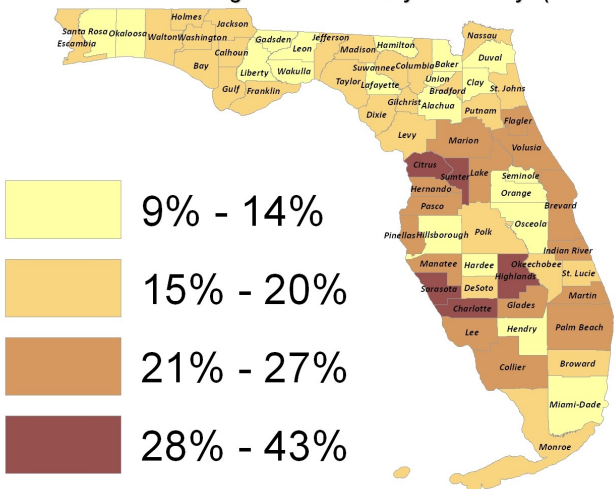 Holmes
Jackson
Santa Rosa Okaloosa Walton Washington
Escambia
Calhoun
Bay
Gulf
Franklin
Gadsden
Leon
Liberty
Wakulla
Jefferson
Madison
Hamilton
Taylor
Suwannee Columbia Baker
Lafayette
Union
Bradford
Nassau
Duval
Clay
St. Johns
Gilchrist Alachua
Putnam
Dixie
Flagler
Levy
Marion
Volusia
Citrus
Sumter
Lake
Hernando
Seminole
Orange
Pasco
Brevard
9% - 14%
Osceola
Pinellas Hillsborough
Polk
Indian River
Manatee
Hardee
Okeechobee
Highlands
St. Lucie
15% - 20%
Sarasota
DeSoto
Martin
Charlotte
Glades
Lee
Hendry
Palm Beach
21% - 27%
Collier
Broward
Miami-Dade
28% - 43%
Monroe